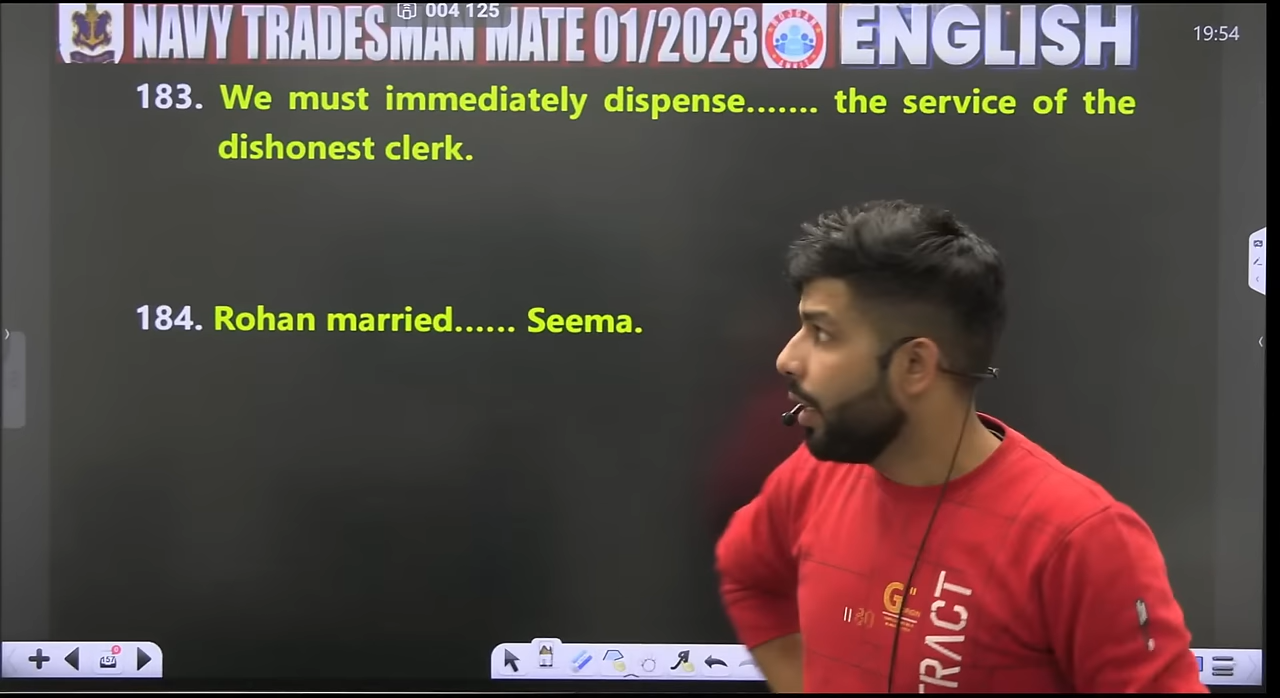 004 125
NAVY TRADESMAN MATE 01/2023 ENGLISH
19:54
183. We must immediately dispense....... the service of the
dishonest clerk.
184. Rohan married...... Seema.
G
TRACT
157